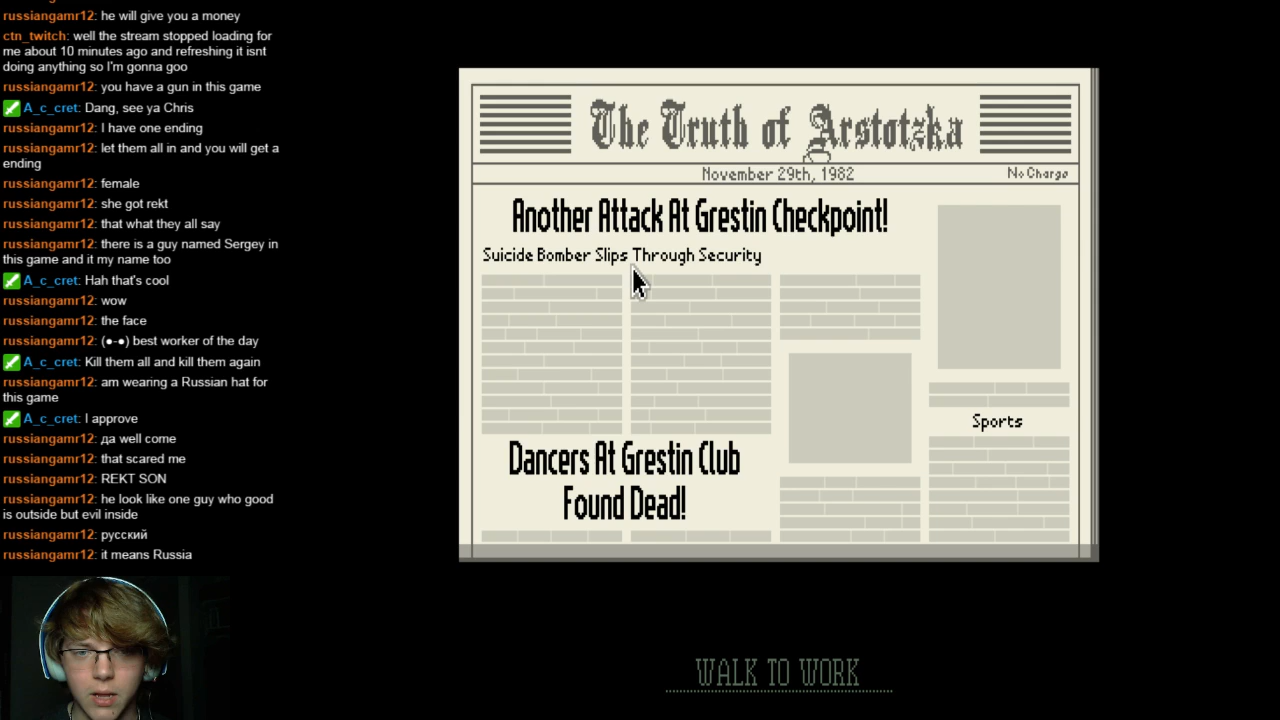 russiangamr12: he will give you a money
ctn_twitch: well the stream stopped loading for
me about 10 minutes ago and refreshing it isnt
doing anything so I'm gonna goo
russiangamr12: you have a gun in this game
A_c_cret: Dang, see ya Chris
russiangamr12: I have one ending
russiangamr12: let them all in and you will get a
ending
russiangamr12: female
russiangamr12: she got rekt
russiangamr12: that what they all say
russiangamr12: there is a guy named Sergey in
this game and it my name too
A_c_cret: Hah that's cool
russiangamr12: wow
russiangamr12: the face
russiangamr12: (●-●) best worker of the day
A_c_cret: Kill them all and kill them again
russiangamr12: am wearing a Russian hat for
this game
A_c_cret: I approve
russiangamr12: да well come
russiangamr12: that scared me
russiangamr12: REKT SON
russiangamr12: he look like one guy who good
is outside but evil inside
russiangamr12: русский
russiangamr12: it means Russia
The Truth of Arstotzka
November 29th, 1982
No Charge
Another Attack At Grestin Checkpoint!
Suicide Bomber Slips Through Security
Dancers At Grestin Club
Found Dead!
Sports
WALK TO WORK